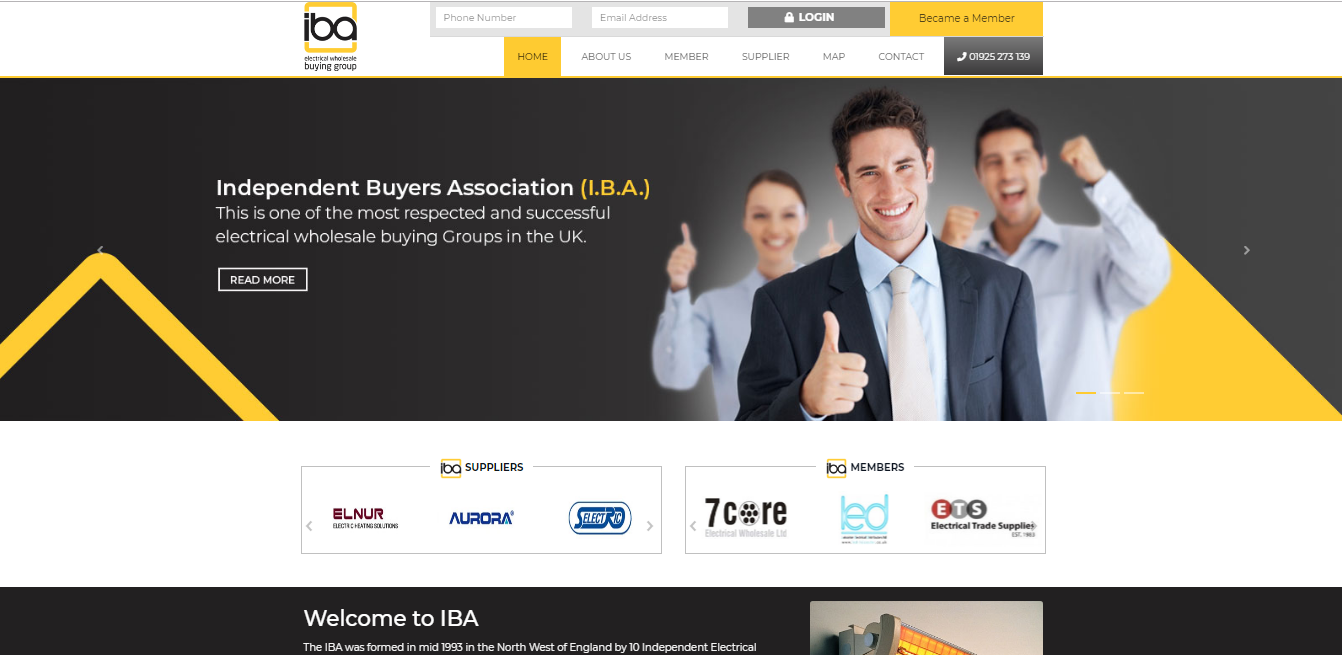 iba
electrical wholesale
buying group
Phone Number
Email Address
LOGIN
Became a Member
HOME
ABOUT US
MEMBER
SUPPLIER
MAP
CONTACT
01925 273 139
Independent Buyers Association (I.B.A.)
This is one of the most respected and successful
electrical wholesale buying Groups in the UK.
READ MORE
iba SUPPLIERS
ELNUR
ELECTRIC HEATING SOLUTIONS
AURORA®
SELECTRIC
iba MEMBERS
7core
Electrical Wholesale Ltd
led
ETS
Electrical Trade Supplies
EST. 1983
Welcome to IBA
The IBA was formed in mid 1993 in the North West of England by 10 Independent Electrical